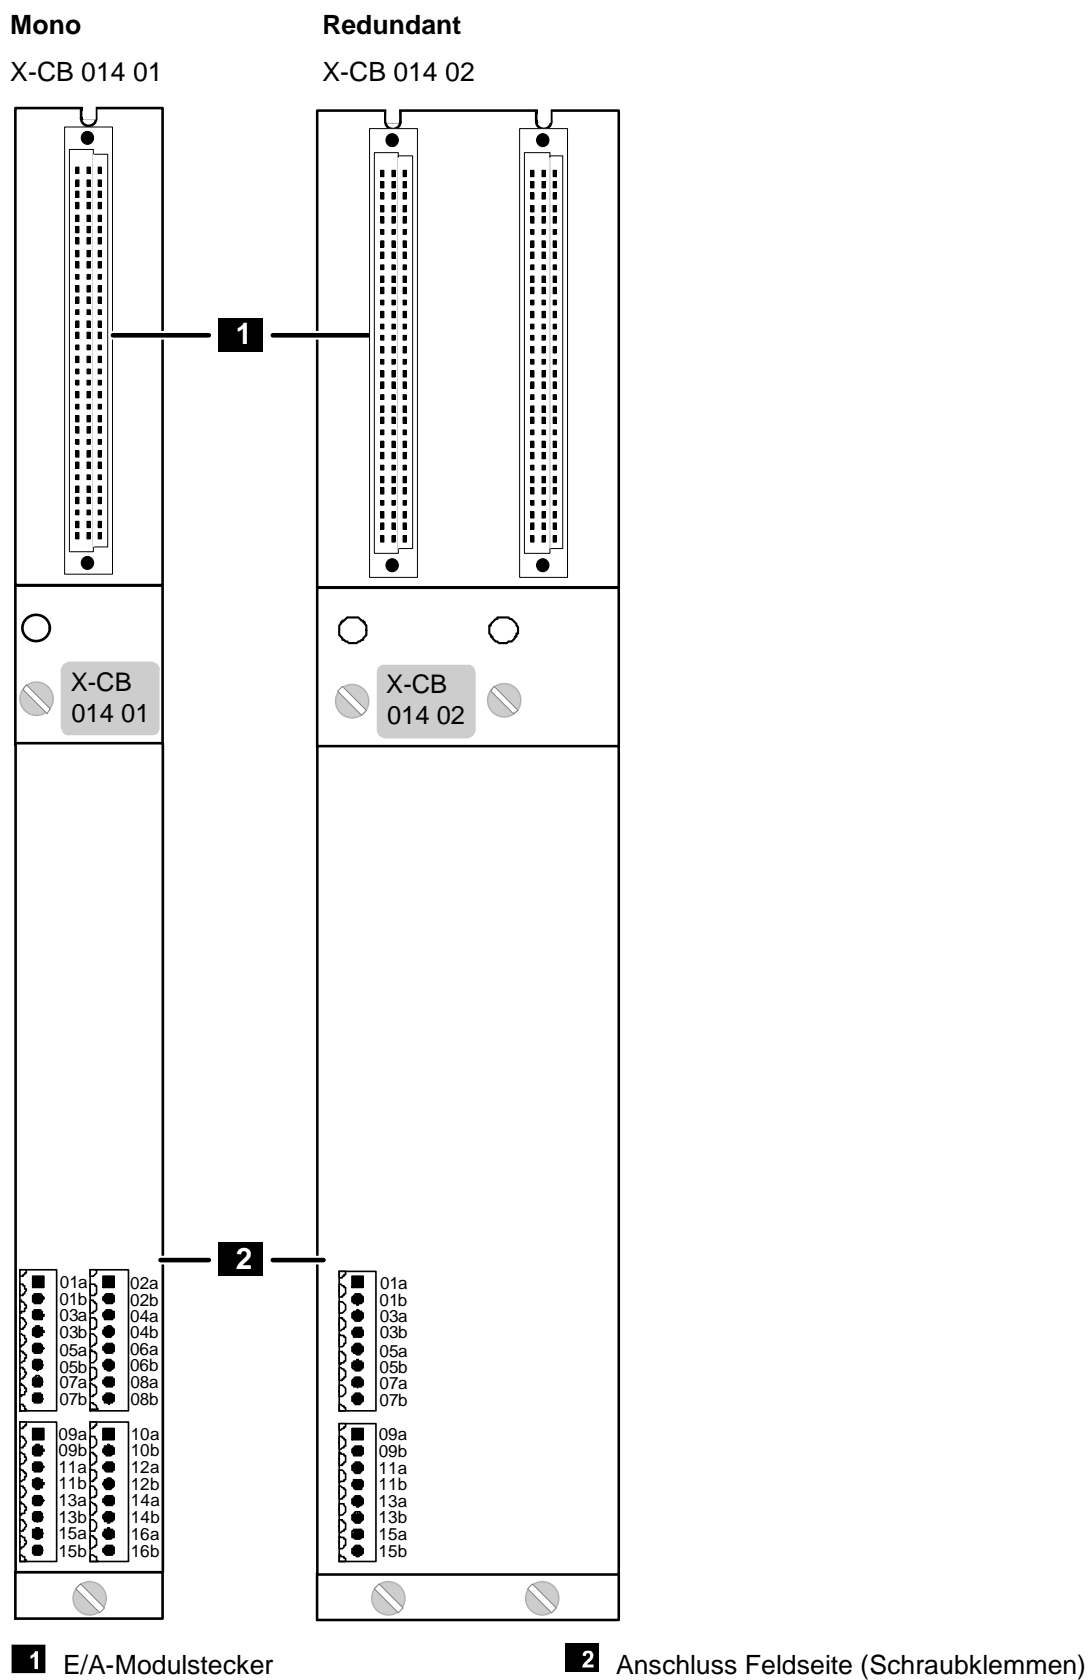 Mono Redundant
X-CB 014 01 X-CB 014 02
1
X-CB
014 01
X-CB
014 02
2
01a 02a
01b 02b
03a 04a
03b 04b
05a 06a
05b 06b
07a 08a
07b 08b
09a 10a
09b 10b
11a 12a
11b 12b
13a 14a
13b 14b
15a 16a
15b 16b
01a
01b
03a
03b
05a
05b
07a
07b
09a
09b
11a
11b
13a
13b
15a
15b
1 E/A-Modulstecker 2 Anschluss Feldseite (Schraubklemmen)